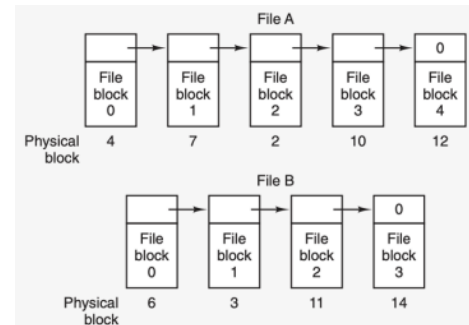 File A
0
File block 0
File block 1
File block 2
File block 3
File block 4
Physical block 4 7 2 10 12
File B
0
File block 0
File block 1
File block 2
File block 3
Physical block 6 3 11 14